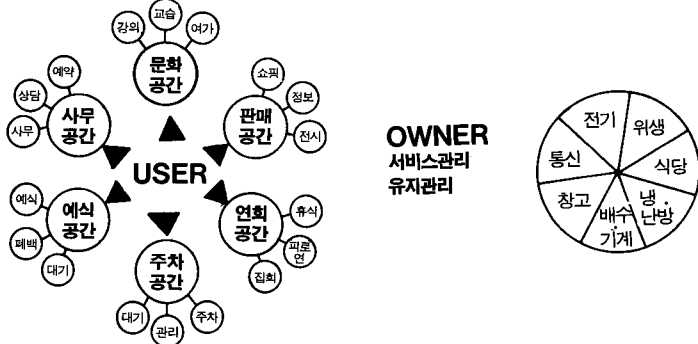 강의
교습
여가
문화
공간
예약
상담
사무
사무
공간
쇼핑
정보
전시
판매
공간
USER
예식
폐백
대기
예식
공간
휴식
피로
연
집회
연회
공간
주차
공간
대기
관리
주차
OWNER
서비스관리
유지관리
전기
위생
통신
식당
창고
배수
기계
냉·
난방